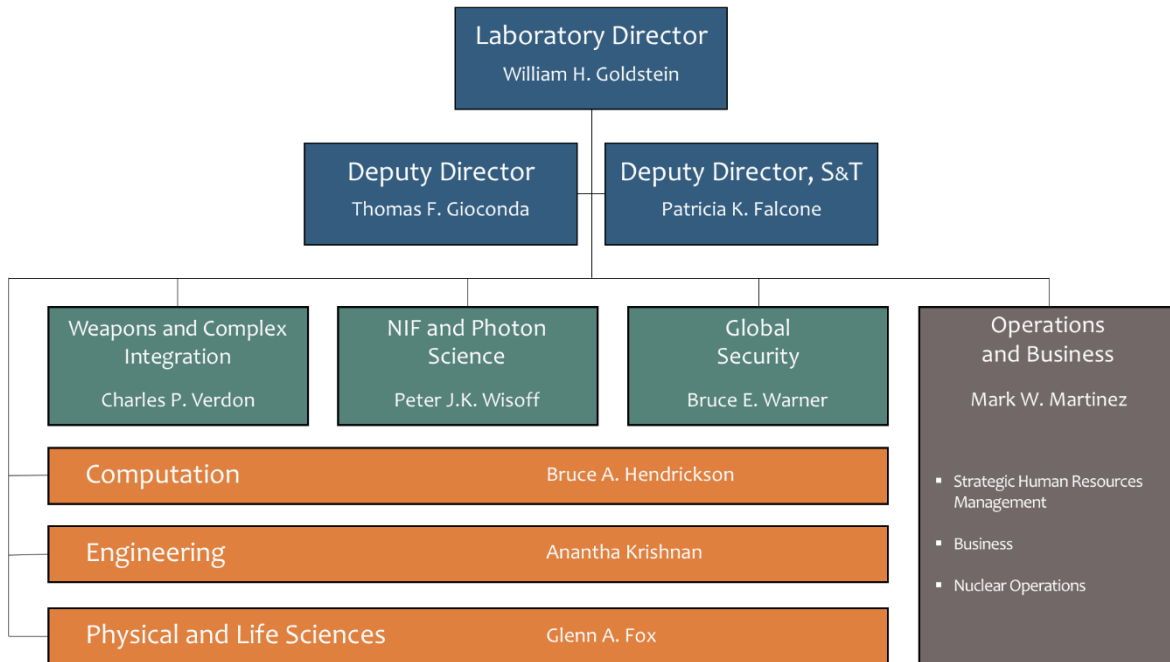 Laboratory Director
William H. Goldstein
Deputy Director
Thomas F. Gioconda
Deputy Director, S&T
Patricia K. Falcone
Weapons and Complex
Integration
Charles P. Verdon
NIF and Photon
Science
Peter J.K. Wisoff
Global
Security
Bruce E. Warner
Operations
and Business
Mark W. Martinez
▪ Strategic Human Resources
Management
▪ Business
▪ Nuclear Operations
Computation Bruce A. Hendrickson
Engineering Anantha Krishnan
Physical and Life Sciences Glenn A. Fox